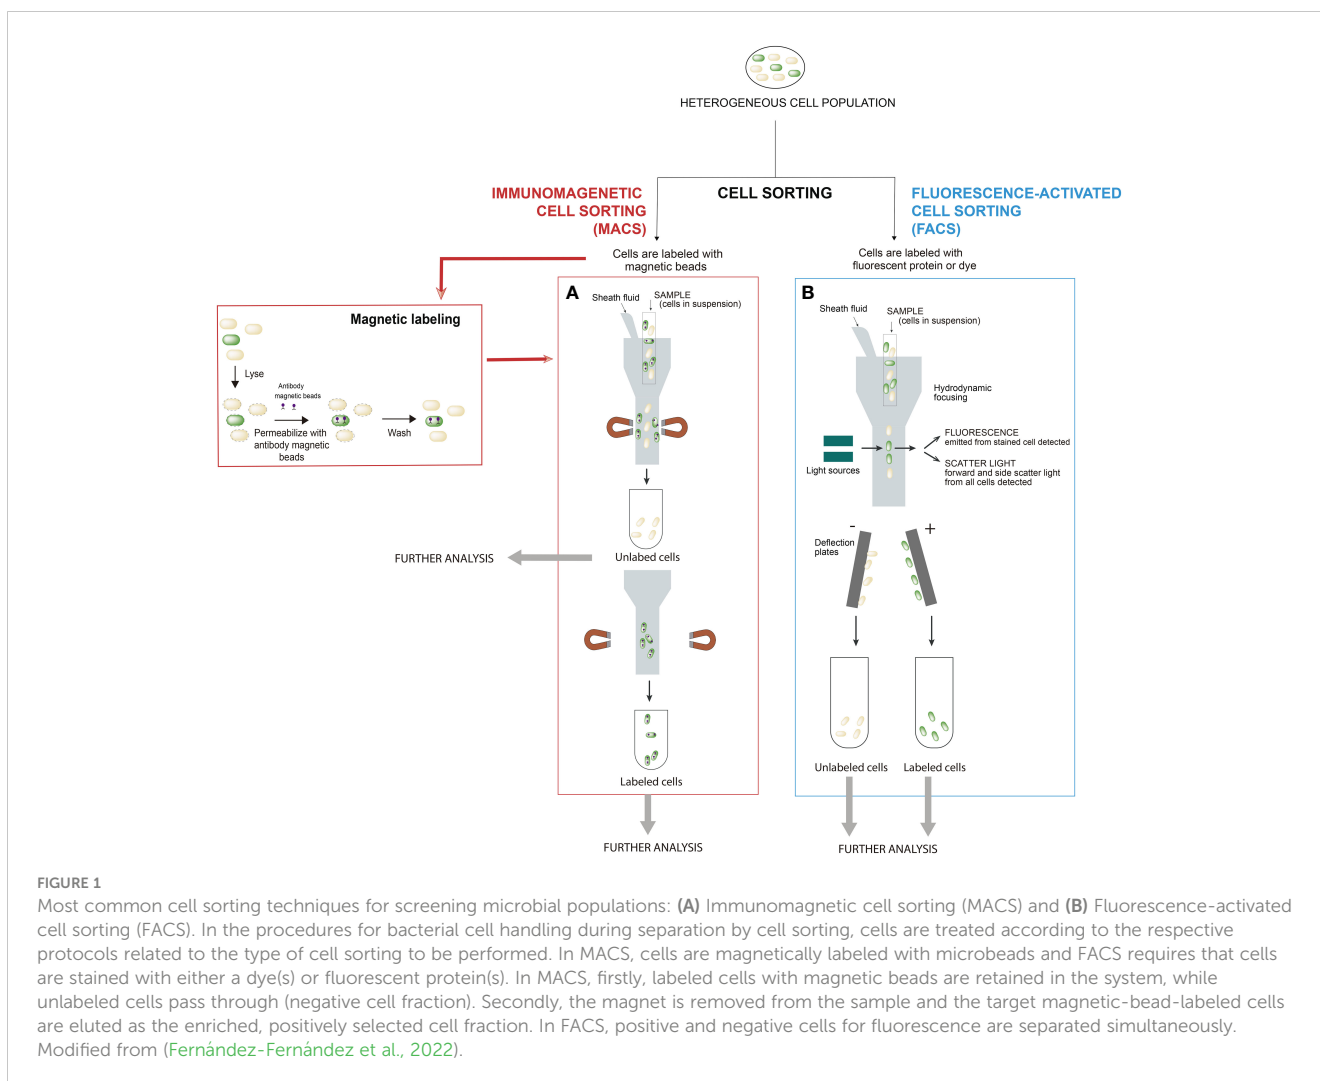 HETEROGENEOUS CELL POPULATION
CELL SORTING
IMMUNOMAGENETIC
CELL SORTING
(MACS)
FLUORESCENCE-ACTIVATED
CELL SORTING
(FACS)
Cells are labeled with
magnetic beads
Cells are labeled with
fluorescent protein or dye
Magnetic labeling
Lyse
Antibody
magnetic beads
Permeabilize with
antibody magnetic
beads
Wash
A
Sheath fluid
SAMPLE
(cells in suspension)
Unlabed cells
FURTHER ANALYSIS
Labeled cells
FURTHER ANALYSIS
B
Sheath fluid
SAMPLE
(cells in suspension)
Hydrodynamic
focusing
Light sources
FLUORESCENCE
emitted from stained cell detected
SCATTER LIGHT
forward and side scatter light
from all cells detected
-
+
Deflection
plates
Unlabeled cells
Labeled cells
FURTHER ANALYSIS
FIGURE 1
Most common cell sorting techniques for screening microbial populations: (A) Immunomagnetic cell sorting (MACS) and (B) Fluorescence-activated
cell sorting (FACS). In the procedures for bacterial cell handling during separation by cell sorting, cells are treated according to the respective
protocols related to the type of cell sorting to be performed. In MACS, cells are magnetically labeled with microbeads and FACS requires that cells
are stained with either a dye(s) or fluorescent protein(s). In MACS, firstly, labeled cells with magnetic beads are retained in the system, while
unlabeled cells pass through (negative cell fraction). Secondly, the magnet is removed from the sample and the target magnetic-bead-labeled cells
are eluted as the enriched, positively selected cell fraction. In FACS, positive and negative cells for fluorescence are separated simultaneously.
Modified from (Fernández-Fernández et al., 2022).